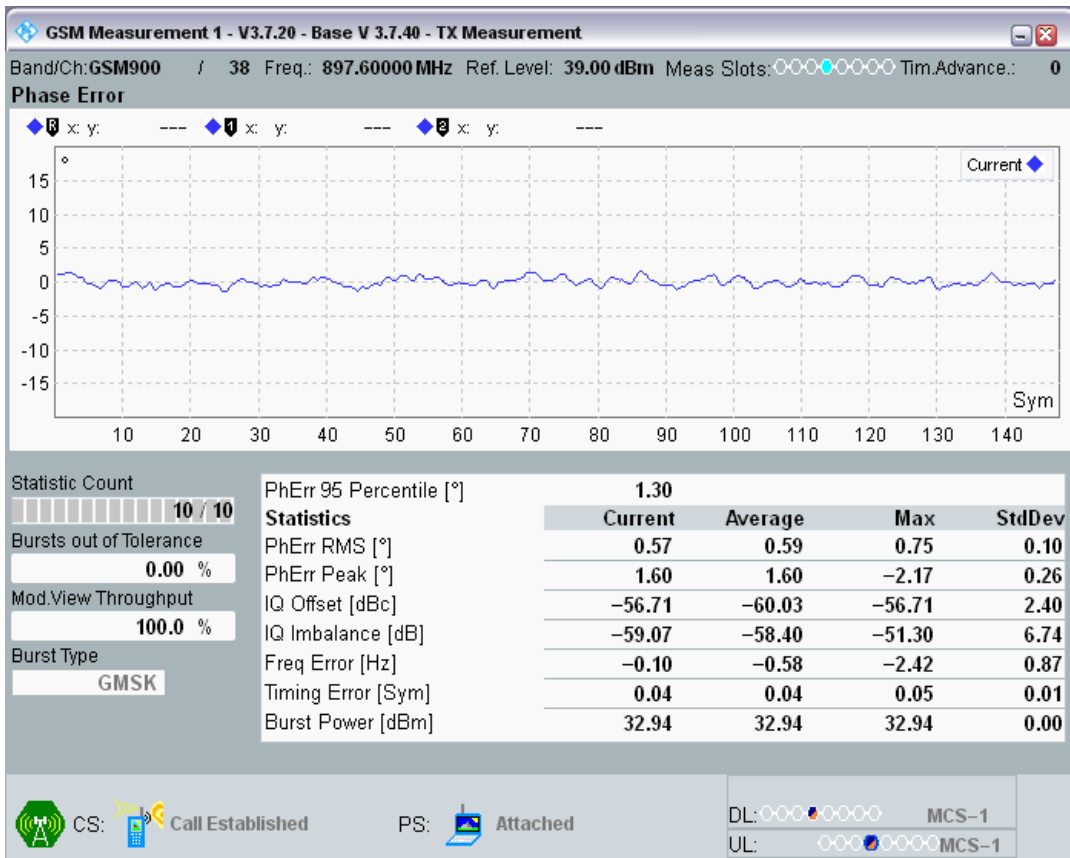 GSM Measurement 1 - V3.7.20 - Base V 3.7.40 - TX Measurement
Band/Ch:GSM900 / 38 Freq.: 897.60000 MHz Ref. Level: 39.00 dBm Meas Slots: Tim.Advance.: 0
Phase Error
R x: y: --- 1 x: y: --- 2 x: y: ---
°
Current
15
10
5
0
-5
-10
-15
Sym
10 20 30 40 50 60 70 80 90 100 110 120 130 140
Statistic Count
10 / 10
Bursts out of Tolerance
0.00 %
Mod.View Throughput
100.0 %
Burst Type
GMSK
PhErr 95 Percentile [°] 1.30
Statistics Current Average Max StdDev
PhErr RMS [°] 0.57 0.59 0.75 0.10
PhErr Peak [°] 1.60 1.60 −2.17 0.26
IQ Offset [dBc] −56.71 −60.03 −56.71 2.40
IQ Imbalance [dB] −59.07 −58.40 −51.30 6.74
Freq Error [Hz] −0.10 −0.58 −2.42 0.87
Timing Error [Sym] 0.04 0.04 0.05 0.01
Burst Power [dBm] 32.94 32.94 32.94 0.00
CS: Call Established PS: Attached
DL: MCS−1
UL: MCS−1